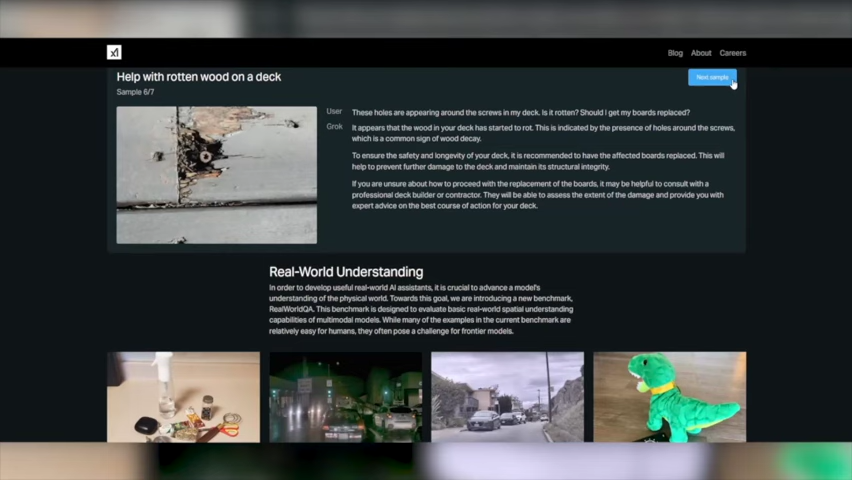 xI
Blog About Careers
Help with rotten wood on a deck
Next sample
Sample 6/7
User These holes are appearing around the screws in my deck. Is it rotten? Should I get my boards replaced?
Grok It appears that the wood in your deck has started to rot. This is indicated by the presence of holes around the screws,
which is a common sign of wood decay.
To ensure the safety and longevity of your deck, it is recommended to have the affected boards replaced. This will
help to prevent further damage to the deck and maintain its structural integrity.
If you are unsure about how to proceed with the replacement of the boards, it may be helpful to consult with a
professional deck builder or contractor. They will be able to assess the extent of the damage and provide you with
expert advice on the best course of action for your deck.
Real-World Understanding
In order to develop useful real-world AI assistants, it is crucial to advance a model's
understanding of the physical world. Towards this goal, we are introducing a new benchmark,
RealWorldQA. This benchmark is designed to evaluate basic real-world spatial understanding
capabilities of multimodal models. While many of the examples in the current benchmark are
relatively easy for humans, they often pose a challenge for frontier models.